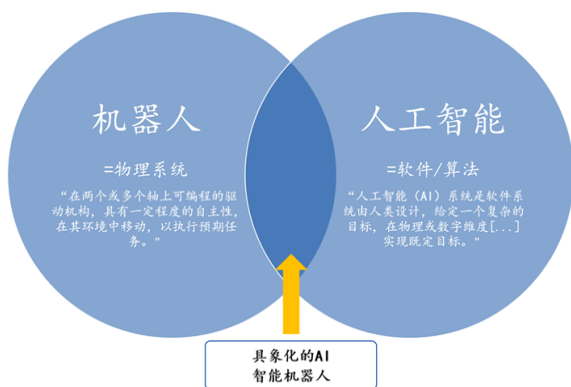 机器人
=物理系统
“在两个或多个轴上可编程的驱
动机构，具有一定程度的自主性，
在其环境中移动，以执行预期任
务。”
人工智能
=软件/算法
“人工智能（AI）系统是软件系
统由人类设计，给定一个复杂的
目标，在物理或数字维度[...]
实现既定目标。”
具象化的AI
智能机器人